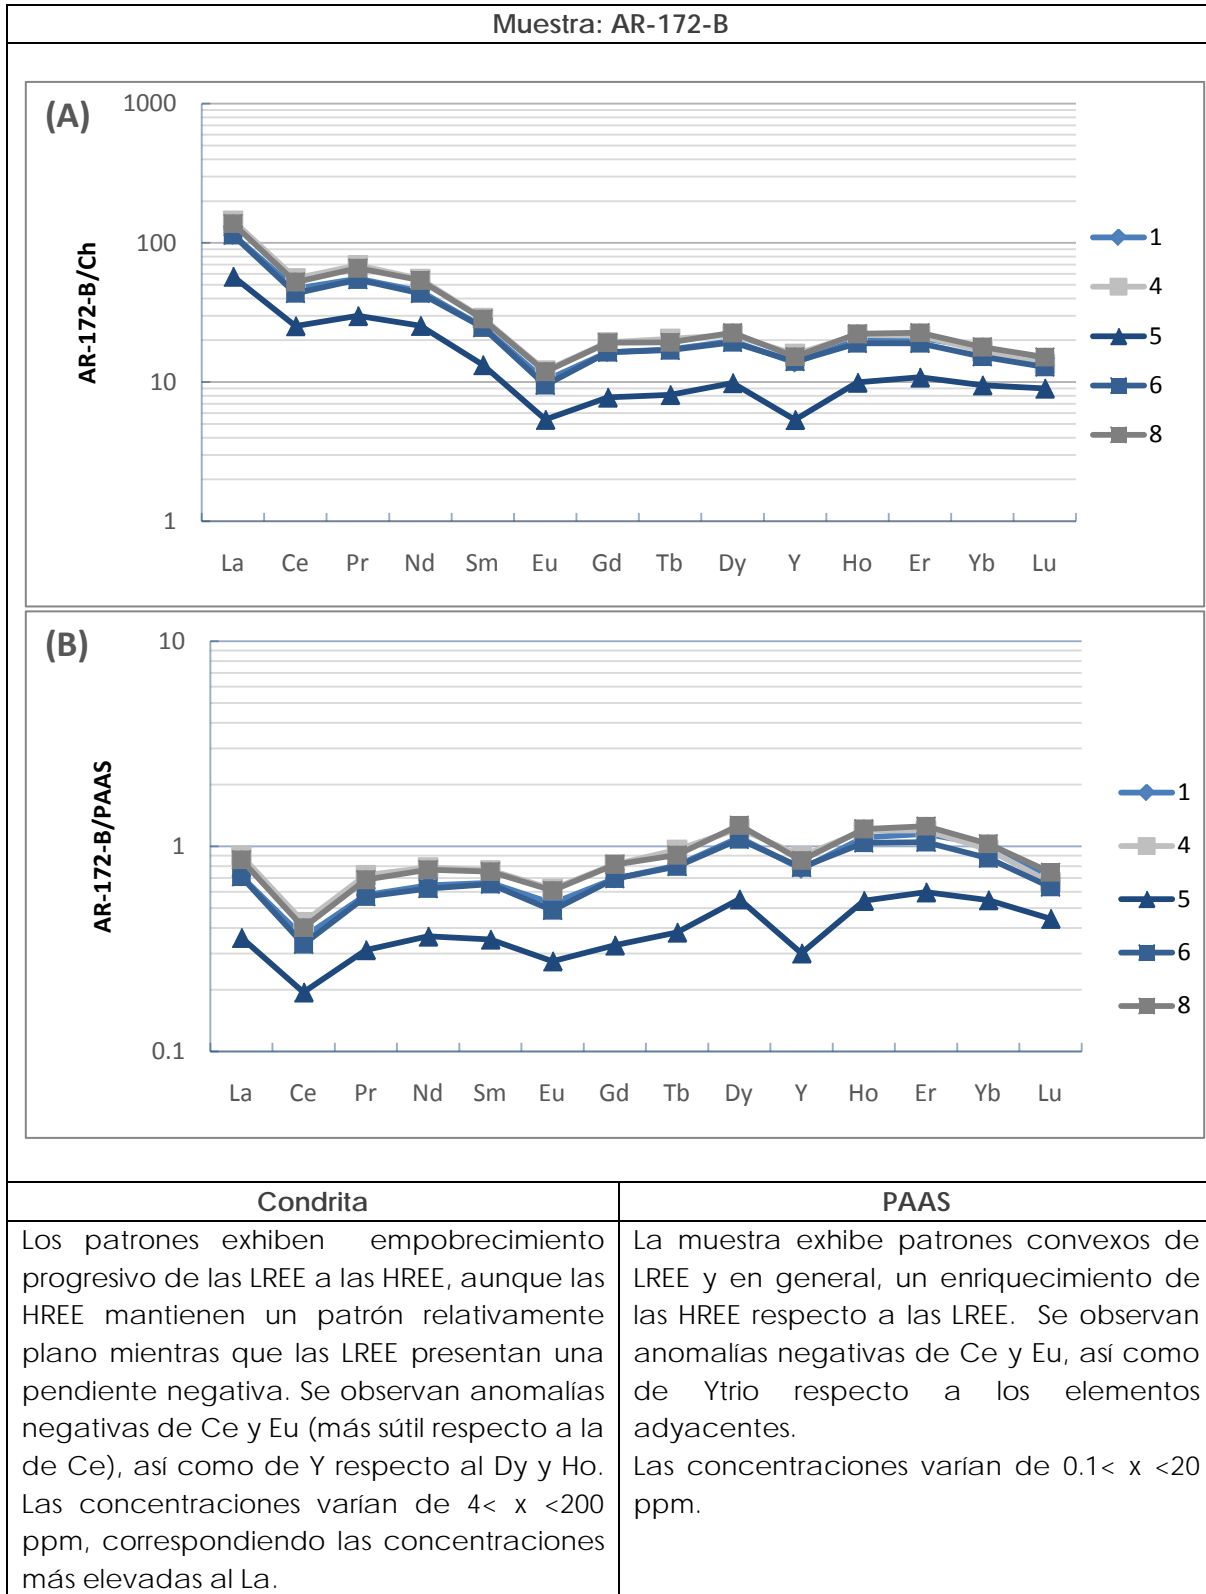 Muestra: AR-172-B
(A)
1000
100
10
1
AR-172-B/Ch
La Ce Pr Nd Sm Eu Gd Tb Dy Y Ho Er Yb Lu
1
4
5
6
8
(B)
10
1
0.1
AR-172-B/PAAS
La Ce Pr Nd Sm Eu Gd Tb Dy Y Ho Er Yb Lu
1
4
5
6
8
Condrita
Los patrones exhiben empobrecimiento
progresivo de las LREE a las HREE, aunque las
HREE mantienen un patrón relativamente
plano mientras que las LREE presentan una
pendiente negativa. Se observan anomalías
negativas de Ce y Eu (más sútil respecto a la
de Ce), así como de Y respecto al Dy y Ho.
Las concentraciones varían de 4< x <200
ppm, correspondiendo las concentraciones
más elevadas al La.
PAAS
La muestra exhibe patrones convexos de
LREE y en general, un enriquecimiento de
las HREE respecto a las LREE. Se observan
anomalías negativas de Ce y Eu, así como
de Ytrio respecto a los elementos
adyacentes.
Las concentraciones varían de 0.1< x <20
ppm.